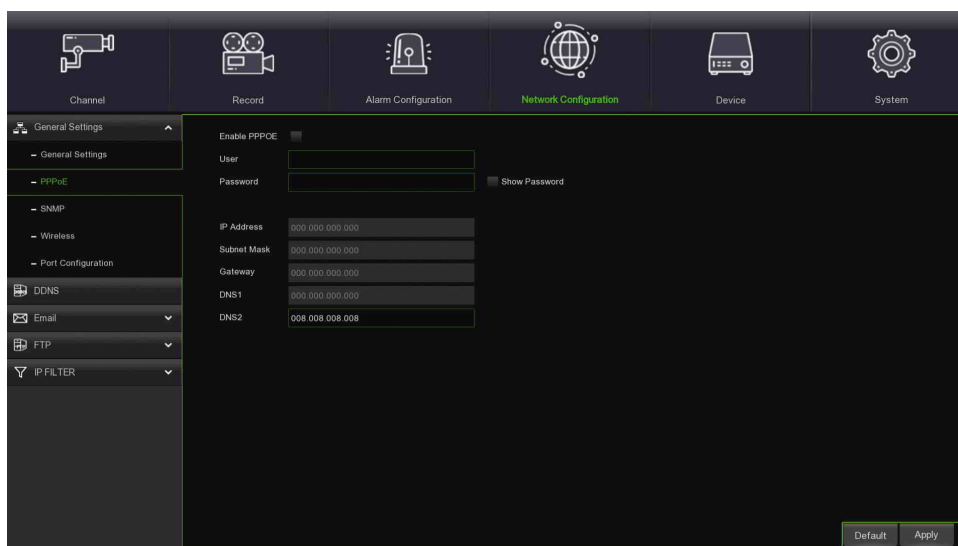 Channel
Record
Alarm Configuration
Network Configuration
Device
System
General Settings
– General Settings
– PPPoE
– SNMP
– Wireless
– Port Configuration
DDNS
Email
FTP
IP FILTER
Enable PPPOE
User
Password
Show Password
IP Address 000.000.000.000
Subnet Mask 000.000.000.000
Gateway 000.000.000.000
DNS1 000.000.000.000
DNS2 008.008.008.008
Default
Apply